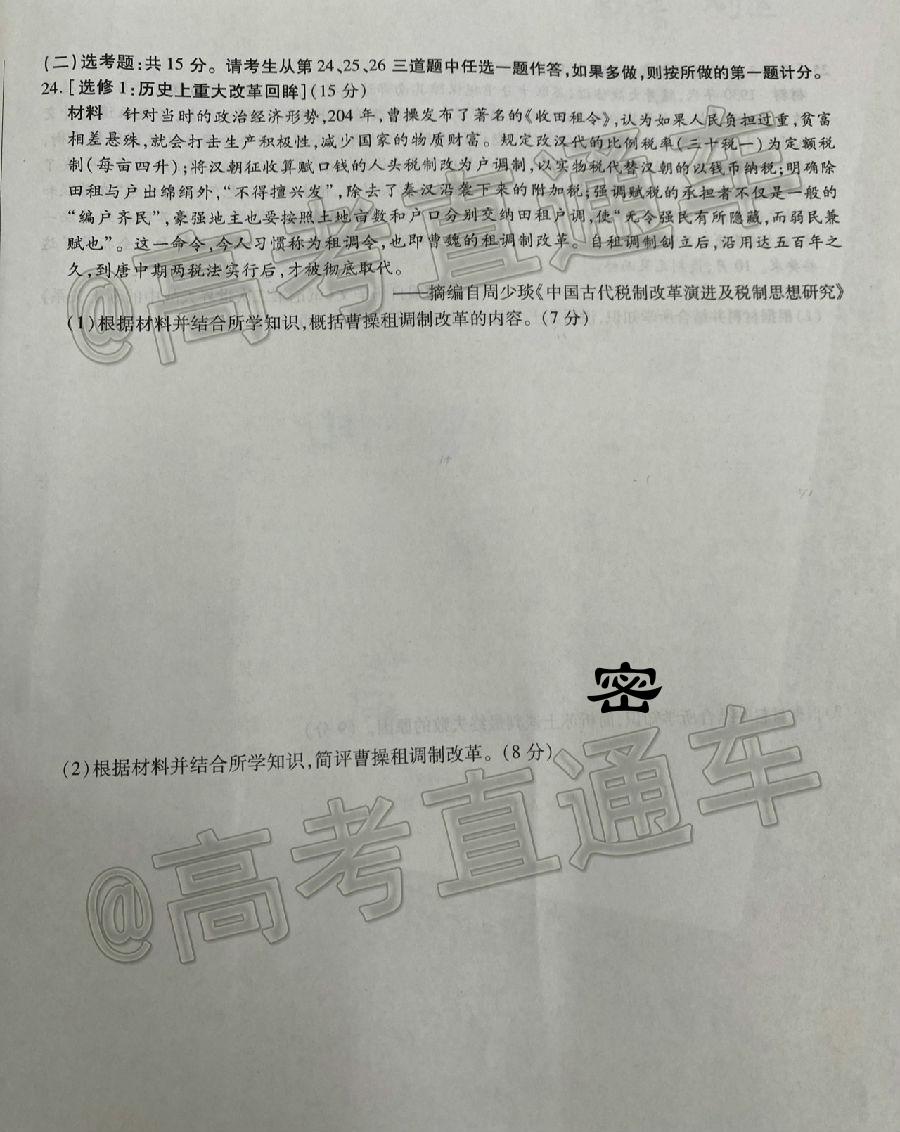 (二)选考题:共15分。请考生从第24、25、26三道题中任选一题作答,如果多做,则按所做的第一题计分。
24.[选修1:历史上重大改革回眸](15分)
材料 针对当时的政治经济形势,204年,曹操发布了著名的《收田租令》,认为如果人民负担过重,贫富
相差悬殊,就会打击生产积极性,减少国家的物质财富。规定改汉代的比例税率(三十税一)为定额税
制(每亩四升);将汉朝征收算赋口钱的人头税制改为户调制,以实物税代替汉朝的以钱币纳税;明确除
田租与户出绵绢外,“不得擅兴发”,除去了秦汉沿袭下来的附加税;强调赋税的承担者不仅是一般的
“编户齐民”,豪强地主也要按照土地亩数和户口分别交纳田租户调,使“无令强民有所隐藏,而弱民兼
赋也”。这一命令,今人习惯称为租调令,也即曹魏的租调制改革。自租调制创立后,沿用达五百年之
久,到唐中期两税法实行后,才被彻底取代。
——摘编自周少琰《中国古代税制改革演进及税制思想研究》
(1)根据材料并结合所学知识,概括曹操租调制改革的内容。(7分)
密
(2)根据材料并结合所学知识,简评曹操租调制改革。(8分)
@高考直通车
@高考直通车